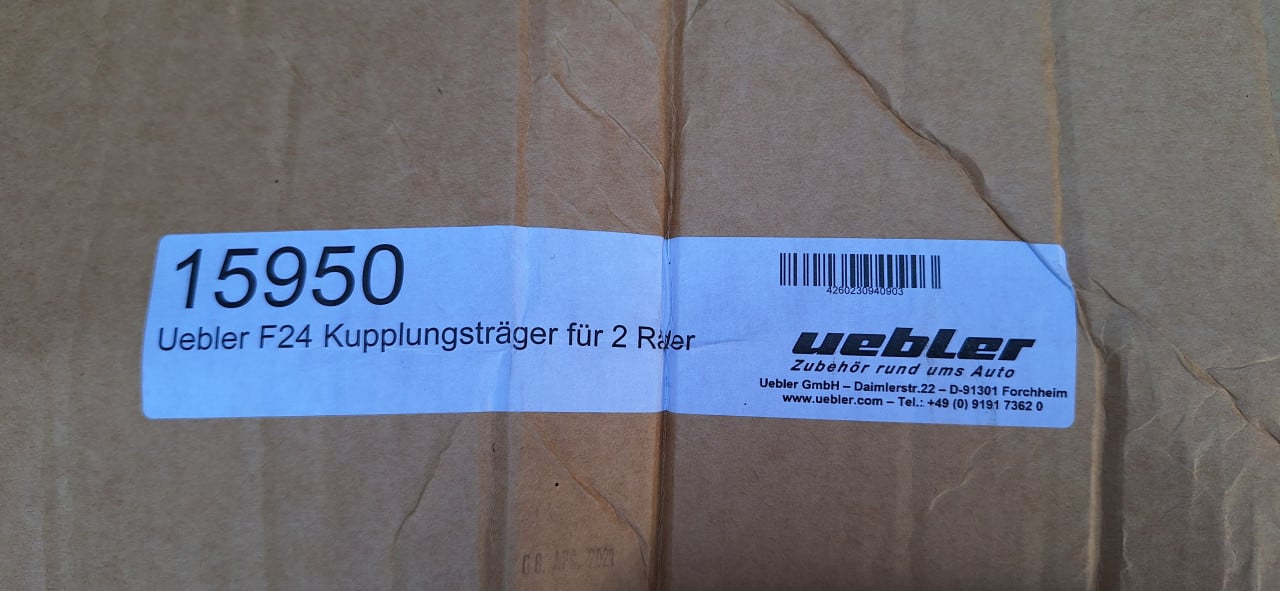 15950
Uebler F24 Kupplungsträger für 2 Räder
4260230940903
uebler
Zubehör rund ums Auto
Uebler GmbH – Daimlerstr.22 – D-91301 Forchheim
www.uebler.com – Tel.: +49 (0) 9191 7362 0
08. APR. 2021